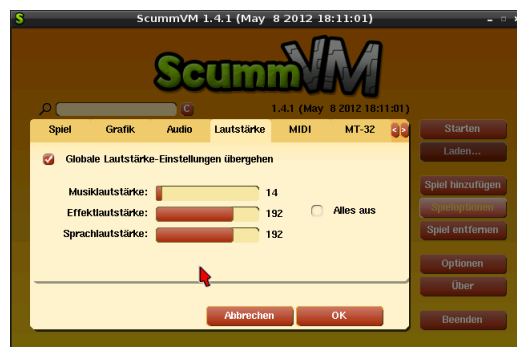 ScummVM 1.4.1 (May 8 2012 18:11:01)
ScummVM
C
1.4.1 (May 8 2012 18:11:01)
Spiel Grafik Audio Lautstärke MIDI MT-32 < >
Globale Lautstärke-Einstellungen übergehen
Musiklautstärke: 14
Effektlautstärke: 192
Alles aus
Sprachlautstärke: 192
Abbrechen OK
Starten
Laden...
Spiel hinzufügen
Spieloptionen
Spiel entfernen
Optionen
Über
Beenden